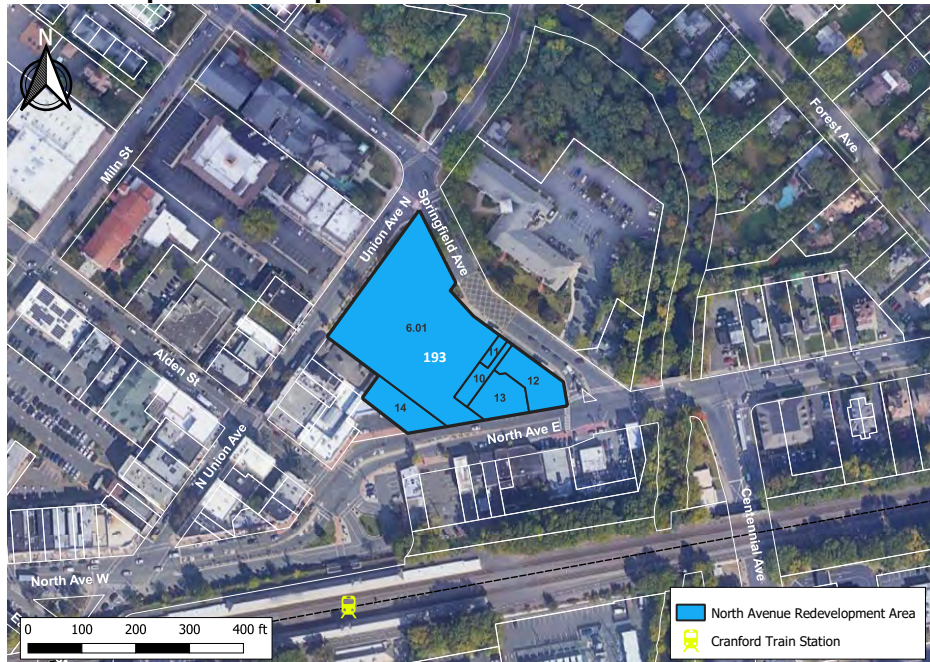 N
Miln St
Forest Ave
Union Ave N
Springfield Ave
6.01
193
11
10
12
13
14
Alden St
N Union Ave
North Ave E
Centennial Ave
North Ave W
0 100 200 300 400 ft
North Avenue Redevelopment Area
Cranford Train Station